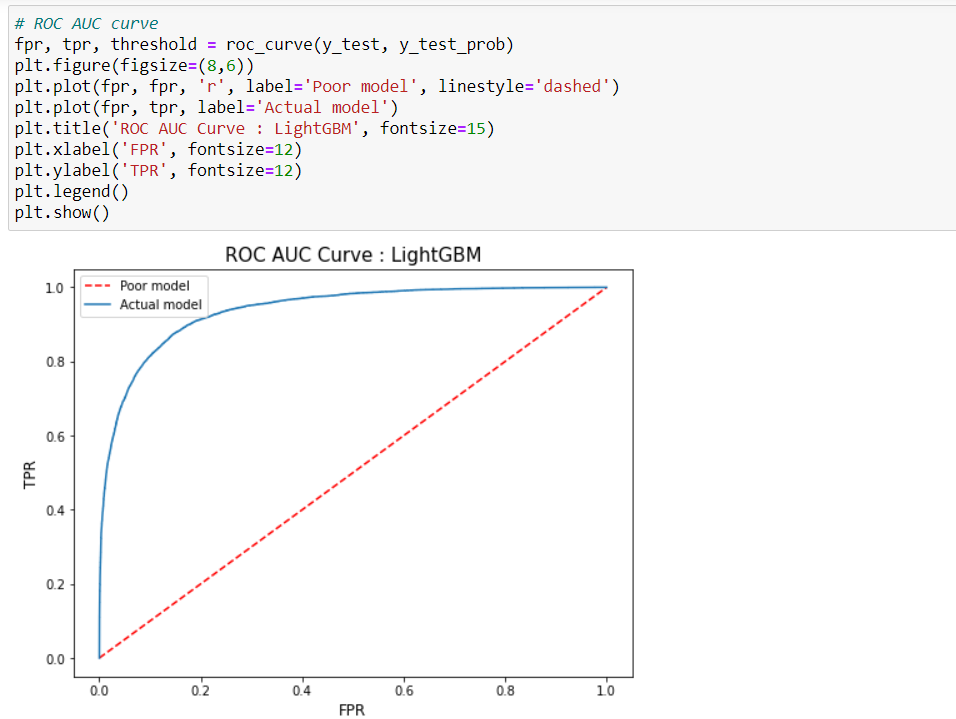 # ROC AUC curve
fpr, tpr, threshold = roc_curve(y_test, y_test_prob)
plt.figure(figsize=(8,6))
plt.plot(fpr, fpr, 'r', label='Poor model', linestyle='dashed')
plt.plot(fpr, tpr, label='Actual model')
plt.title('ROC AUC Curve : LightGBM', fontsize=15)
plt.xlabel('FPR', fontsize=12)
plt.ylabel('TPR', fontsize=12)
plt.legend()
plt.show()
ROC AUC Curve : LightGBM
Poor model
Actual model
1.0
0.8
0.6
0.4
0.2
0.0
TPR
0.0 0.2 0.4 0.6 0.8 1.0
FPR